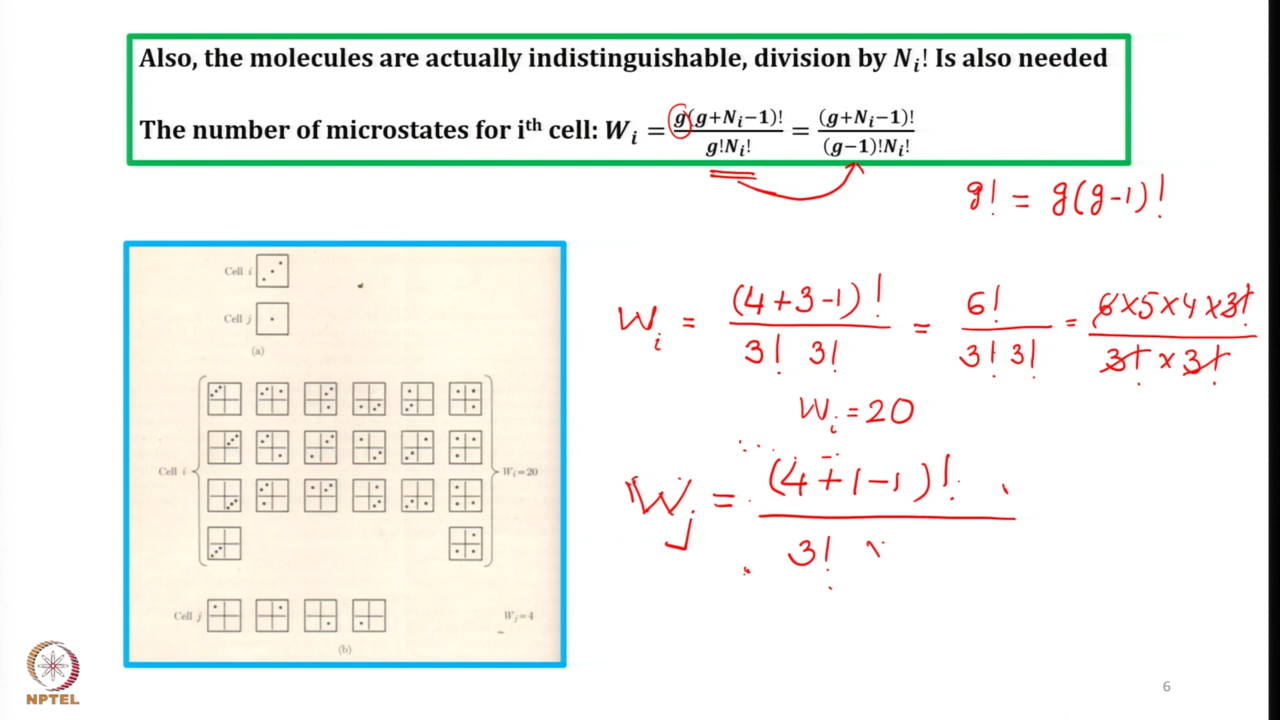 Also, the molecules are actually indistinguishable, division by Nᵢ! Is also needed
The number of microstates for iᵗʰ cell: Wᵢ = g(g+Nᵢ−1)! / g!Nᵢ! = (g+Nᵢ−1)! / (g−1)!Nᵢ!
g! = g(g-1)!
Wᵢ = (4+3-1)! / 3! 3! = 6! / 3! 3! = 6×5×4×3! / 3! × 3!
Wᵢ = 20
Wⱼ = (4+1-1)! / 3!
Cell i
Cell j
(a)
Cell i
Wᵢ=20
Cell j
Wⱼ=4
(b)
NPTEL
6